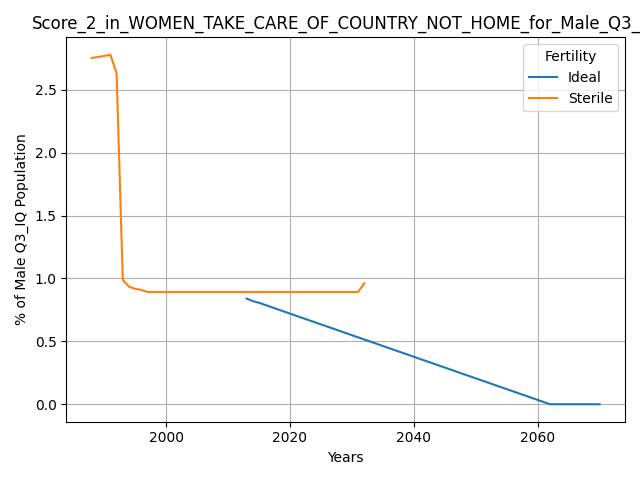 Score_2_in_WOMEN_TAKE_CARE_OF_COUNTRY_NOT_HOME_for_Male_Q3_
Fertility
Ideal
Sterile
% of Male Q3_IQ Population
2.5
2.0
1.5
1.0
0.5
0.0
2000 2020 2040 2060
Years